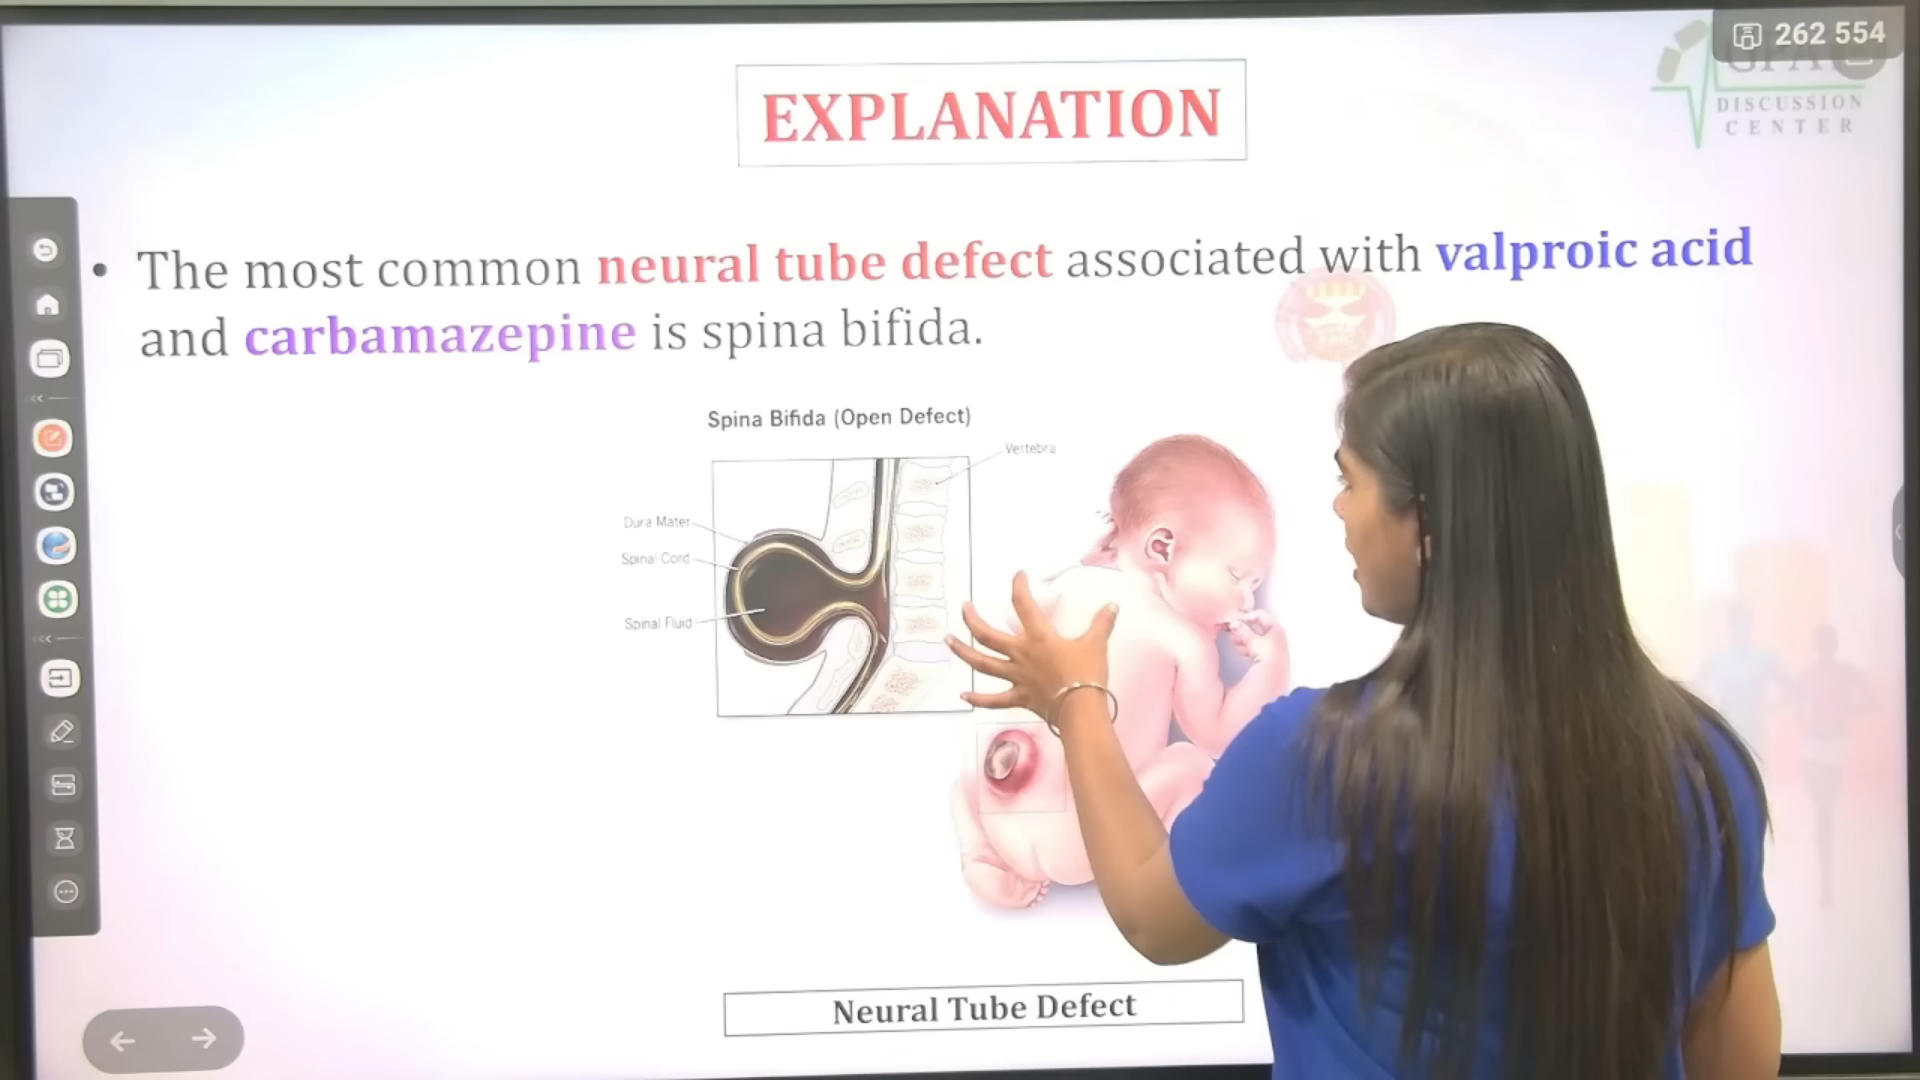 262 554
DISCUSSION
CENTER
EXPLANATION
• The most common neural tube defect associated with valproic acid
and carbamazepine is spina bifida.
Spina Bifida (Open Defect)
Vertebra
Dura Mater
Spinal Cord
Spinal Fluid
Neural Tube Defect